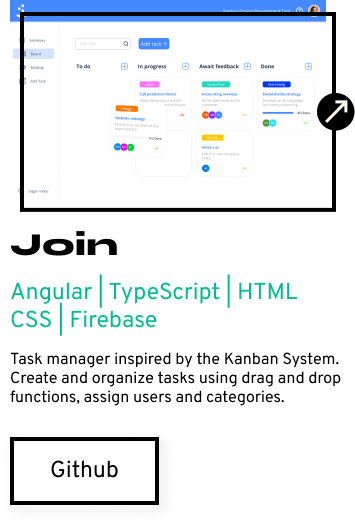 Kanban Project Management Tool
Summary
Board
Backlog
Add Task
Add task +
To do
In progress
Await feedback
Done
Call potencial clients
Accounting invoices
Social media strategy
Website redesign
Video cut
Marketing
Design
Legal Notice
Join
Angular | TypeScript | HTML
CSS | Firebase
Task manager inspired by the Kanban System.
Create and organize tasks using drag and drop
functions, assign users and categories.
Github